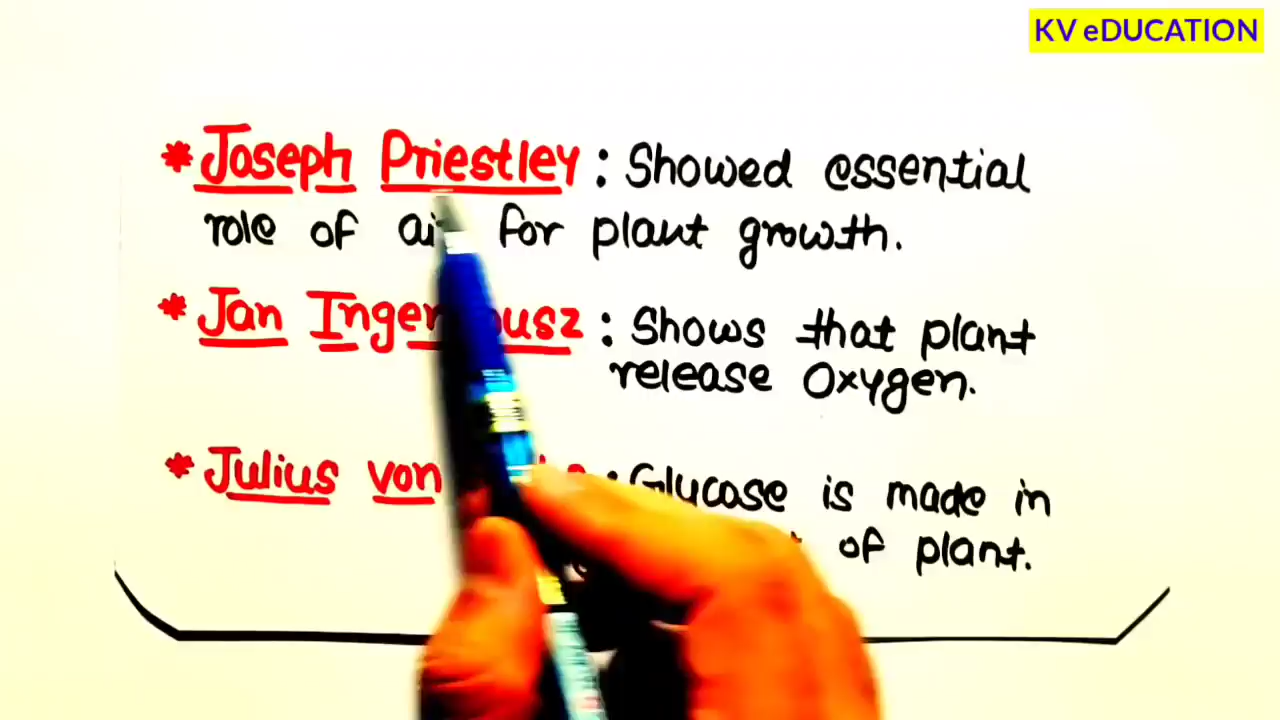 KV eDUCATION
* Joseph Priestley : Showed essential
role of air for plant growth.
* Jan : Shows that plant
release Oxygen.
* Julius von : Glucose is made in
of plant.